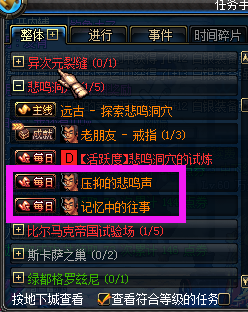 任务手
整体 进行 事件 时间碎片
异次元裂缝 (0/1)
悲鸣洞穴
主线 远古 - 探索悲鸣洞穴
成就 老朋友 - 戒指 (1/3)
每日 D 【活跃度】悲鸣洞穴的试炼
每日 压抑的悲鸣声
每日 记忆中的往事
比尔马克帝国试验场 (1/5)
斯卡萨之巢 (0/1)
绿都格罗兹尼 (0/1)
按地下城查看 查看符合等级的任务